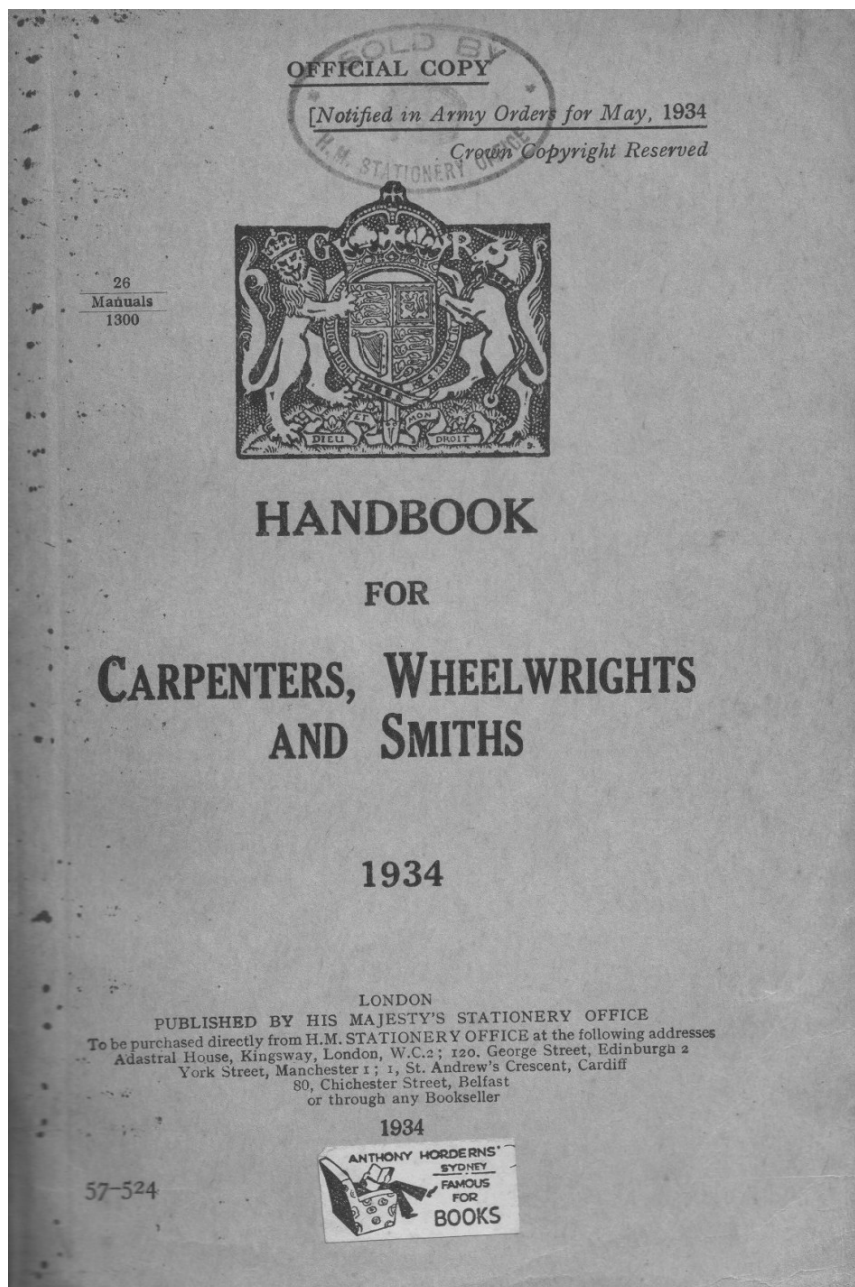 SOLD BY
OFFICIAL COPY
[Notified in Army Orders for May, 1934
H.M. STATIONERY OFFICE
Crown Copyright Reserved
G R
26
Manuals
1300
DIEU ET MON DROIT
HANDBOOK
FOR
CARPENTERS, WHEELWRIGHTS
AND SMITHS
1934
LONDON
PUBLISHED BY HIS MAJESTY'S STATIONERY OFFICE
To be purchased directly from H.M. STATIONERY OFFICE at the following addresses
Adastral House, Kingsway, London, W.C.2; 120. George Street, Edinburgh 2
York Street, Manchester 1; 1, St. Andrew's Crescent, Cardiff
80, Chichester Street, Belfast
or through any Bookseller
1934
ANTHONY HORDERNS'
SYDNEY
FAMOUS
FOR
BOOKS
57-524